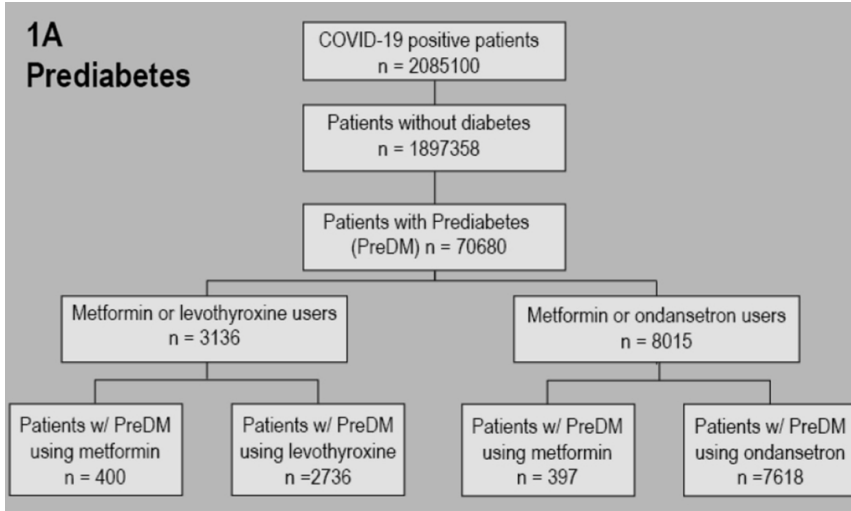 1A
Prediabetes
COVID-19 positive patients
n = 2085100
Patients without diabetes
n = 1897358
Patients with Prediabetes
(PreDM) n = 70680
Metformin or levothyroxine users
n = 3136
Metformin or ondansetron users
n = 8015
Patients w/ PreDM
using metformin
n = 400
Patients w/ PreDM
using levothyroxine
n =2736
Patients w/ PreDM
using metformin
n = 397
Patients w/ PreDM
using ondansetron
n =7618